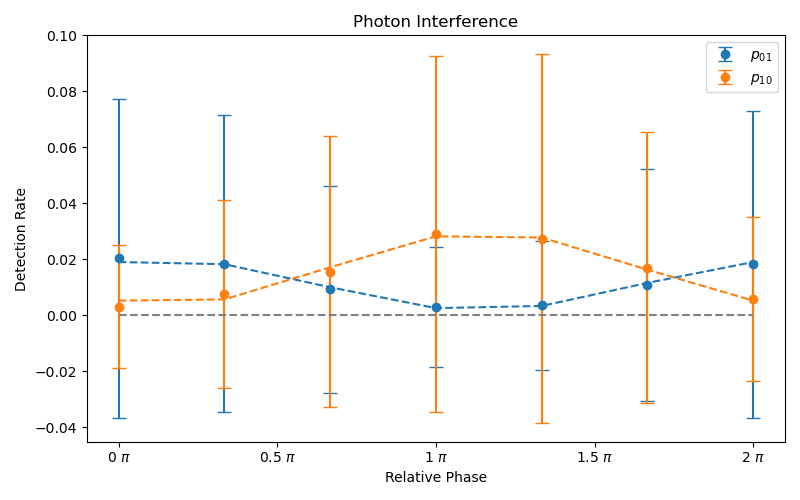 Photon Interference
Detection Rate
0.10
0.08
0.06
0.04
0.02
0.00
−0.02
−0.04
p01
p10
0 π
0.5 π
1 π
1.5 π
2 π
Relative Phase